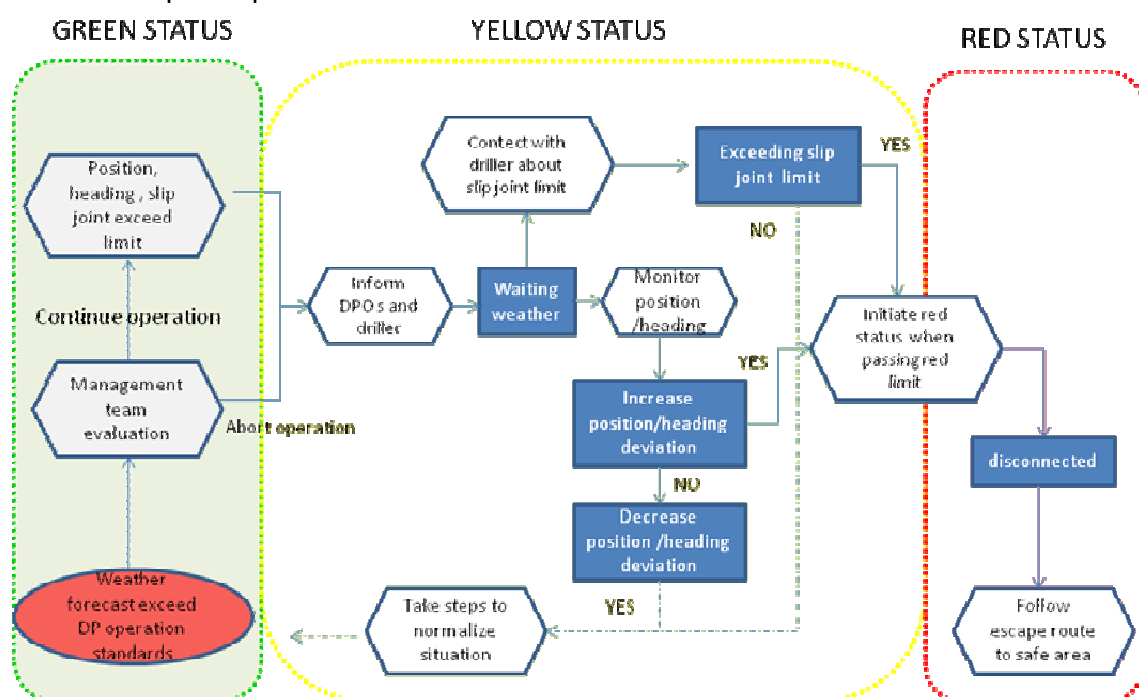 GREEN STATUS
YELLOW STATUS
RED STATUS
Position,
heading , slip
joint exceed
limit
Continue operation
Management
team
evaluation
Abort operation
Weather
forecast exceed
DP operation
standards
Contect with
driller about
slip joint limit
Exceeding slip
joint limit
YES
NO
Inform
DPO s and
driller
Waiting
weather
Monitor
position
/heading
YES
Increase
position/heading
deviation
NO
Decrease
position /heading
deviation
YES
Take steps to
normalize
situation
Initiate red
status when
passing red
limit
disconnected
Follow
escape route
to safe area